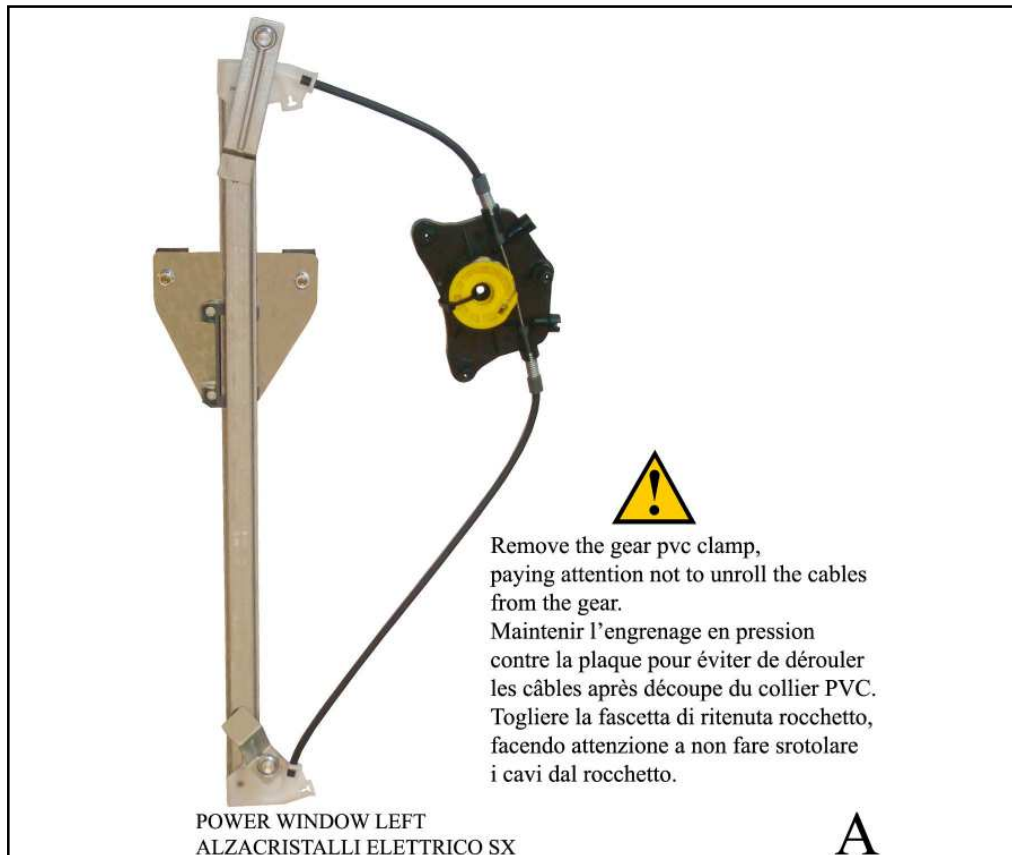 Remove the gear pvc clamp,
paying attention not to unroll the cables
from the gear.
Maintenir l’engrenage en pression
contre la plaque pour éviter de dérouler
les câbles après découpe du collier PVC.
Togliere la fascetta di ritenuta rocchetto,
facendo attenzione a non fare srotolare
i cavi dal rocchetto.
POWER WINDOW LEFT
ALZACRISTALLI ELETTRICO SX
A